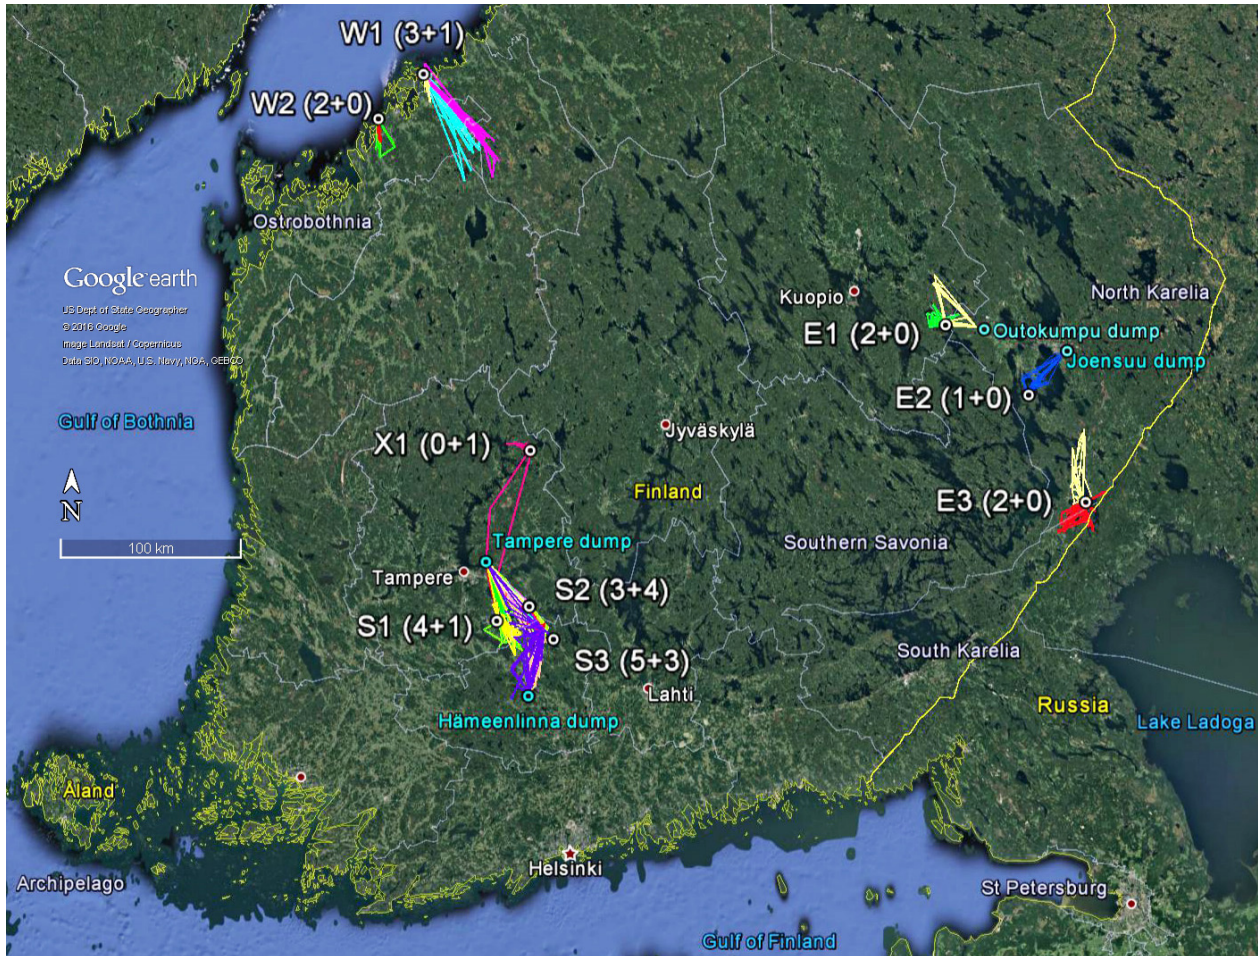 W1 (3+1)
W2 (2+0)
Ostrobothnia
Google earth
US Dept of State Geographer
© 2016 Google
Image Landsat / Copernicus
Data SIO, NOAA, U.S. Navy, NGA, GEBCO
Kuopio
North Karelia
E1 (2+0)
Outokumpu dump
Joensuu dump
E2 (1+0)
Gulf of Bothnia
X1 (0+1)
Jyväskylä
N
Finland
E3 (2+0)
100 km
Tampere dump
Southern Savonia
Tampere
S2 (3+4)
S1 (4+1)
S3 (5+3)
South Karelia
Lahti
Hämeenlinna dump
Russia
Lake Ladoga
Åland
Helsinki
Archipelago
St Petersburg
Gulf of Finland